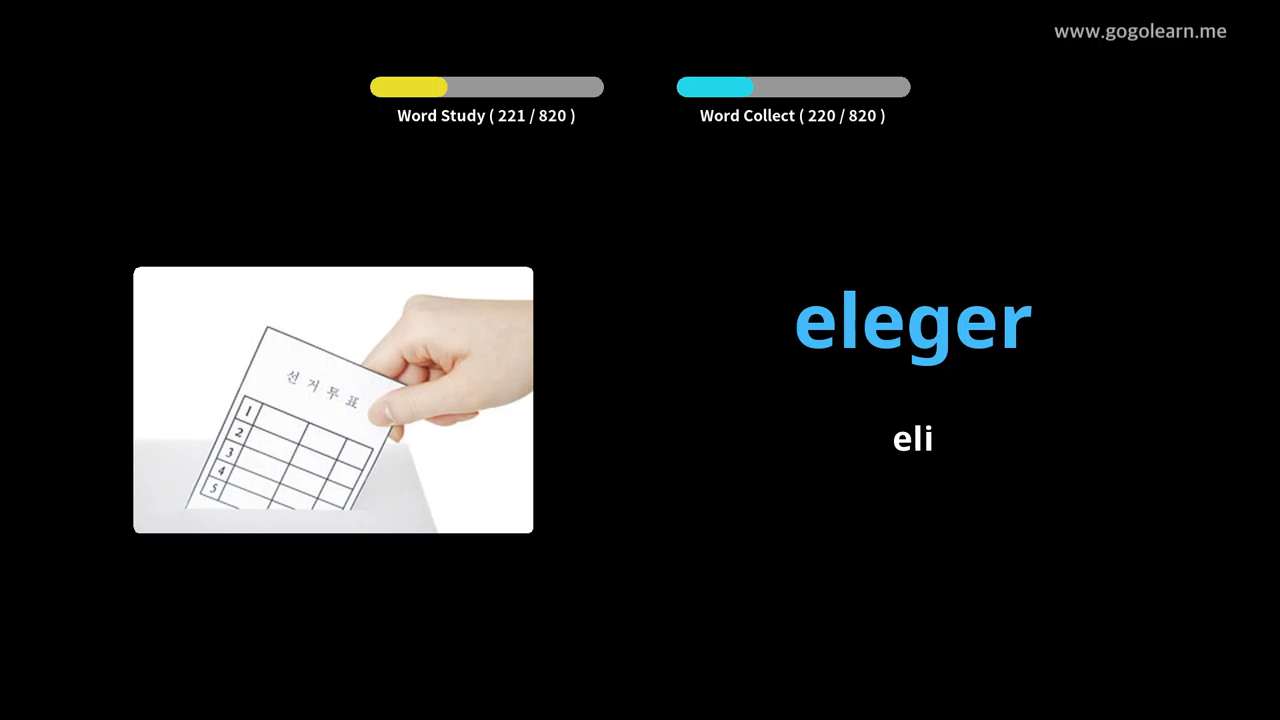 www.gogolearn.me
Word Study ( 221 / 820 )
Word Collect ( 220 / 820 )
선거투표
1
2
3
4
5
eleger
eli